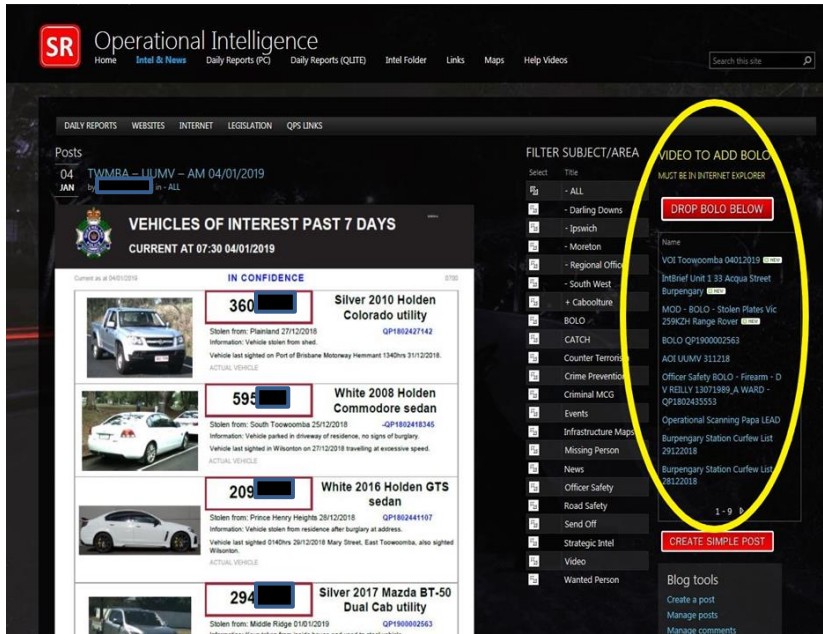 SR
Operational Intelligence
Home Intel & News Daily Reports (PC) Daily Reports (QLITE) Intel Folder Links Maps Help Videos
Search this site
DAILY REPORTS WEBSITES INTERNET LEGISLATION QPS LINKS
Posts
04 JAN
TWMBA – UUMV – AM 04/01/2019
by in - ALL
VEHICLES OF INTEREST PAST 7 DAYS
CURRENT AT 07:30 04/01/2019
Current as at 04/01/2019 IN CONFIDENCE 0700
360
Silver 2010 Holden
Colorado utility
Stolen from: Plainland 27/12/2018 QP1802427142
Information: Vehicle stolen from shed.
Vehicle last sighted on Port of Brisbane Motorway Hemmant 1340hrs 31/12/2018.
ACTUAL VEHICLE
595
White 2008 Holden
Commodore sedan
Stolen from: South Toowoomba 25/12/2018 -QP1802418345
Information: Vehicle parked in driveway of residence, no signs of burglary.
Vehicle last sighted in Wilsonton on 27/12/2018 travelling at excessive speed.
ACTUAL VEHICLE
209
White 2016 Holden GTS
sedan
Stolen from: Prince Henry Heights 28/12/2018 QP1802441107
Information: Vehicle stolen from residence after burglary at address.
Vehicle last sighted 0140hrs 29/12/2018 Mary Street, East Toowoomba, also sighted
Wilsonton.
ACTUAL VEHICLE
294
Silver 2017 Mazda BT-50
Dual Cab utility
Stolen from: Middle Ridge 01/01/2019 QP1900002563
FILTER SUBJECT/AREA
Select Title
- ALL
- Darling Downs
- Ipswich
- Moreton
- Regional Office
- South West
+ Caboolture
BOLO
CATCH
Counter Terrorism
Crime Prevention
Criminal MCG
Events
Infrastructure Maps
Missing Person
News
Officer Safety
Road Safety
Send Off
Strategic Intel
Video
Wanted Person
VIDEO TO ADD BOLO
MUST BE IN INTERNET EXPLORER
DROP BOLO BELOW
Name
VOI Toowoomba 04012019 NEW
IntBrief Unit 1 33 Acqua Street
Burpengary NEW
MOD - BOLO - Stolen Plates Vic
259KZH Range Rover NEW
BOLO QP1900002563
AOI UUMV 311218
Officer Safety BOLO - Firearm - D
V REILLY 13071989_A WARD -
QP1802435553
Operational Scanning Papa LEAD
Burpengary Station Curfew List
29122018
Burpengary Station Curfew List
28122018
1 - 9
CREATE SIMPLE POST
Blog tools
Create a post
Manage posts
Manage comments